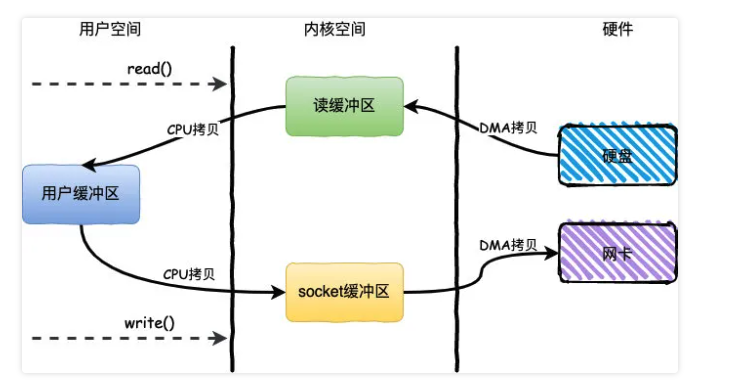 用户空间
内核空间
硬件
read()
读缓冲区
CPU拷贝
DMA拷贝
硬盘
用户缓冲区
DMA拷贝
网卡
CPU拷贝
socket缓冲区
write()